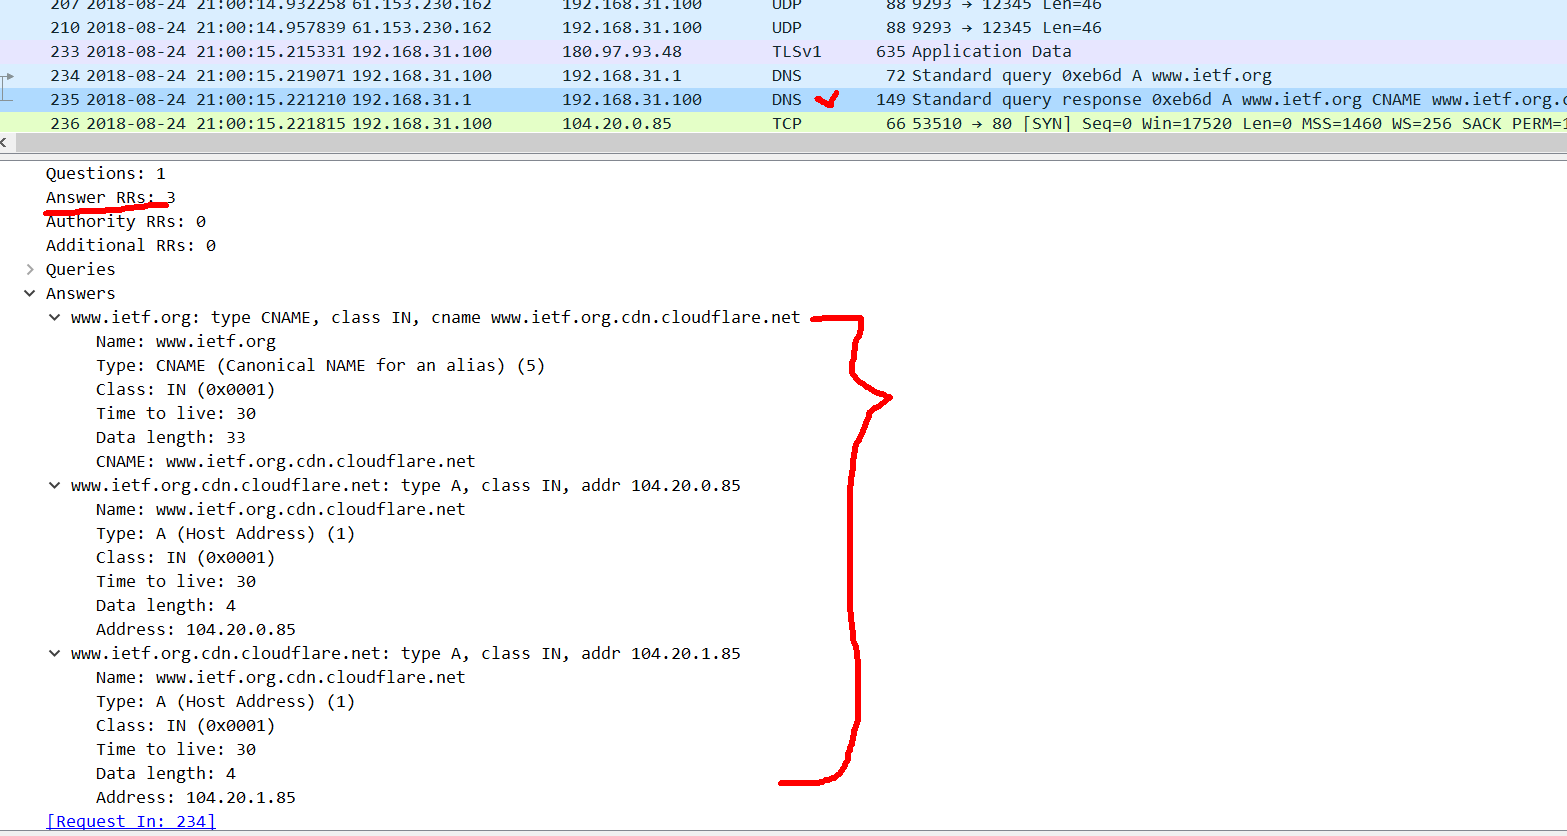 207 2018-08-24 21:00:14.932258 61.153.230.162 192.168.31.100 UDP 88 9293 → 12345 Len=46
210 2018-08-24 21:00:14.957839 61.153.230.162 192.168.31.100 UDP 88 9293 → 12345 Len=46
233 2018-08-24 21:00:15.215331 192.168.31.100 180.97.93.48 TLSv1 635 Application Data
234 2018-08-24 21:00:15.219071 192.168.31.100 192.168.31.1 DNS 72 Standard query 0xeb6d A www.ietf.org
235 2018-08-24 21:00:15.221210 192.168.31.1 192.168.31.100 DNS 149 Standard query response 0xeb6d A www.ietf.org CNAME www.ietf.org.c
236 2018-08-24 21:00:15.221815 192.168.31.100 104.20.0.85 TCP 66 53510 → 80 [SYN] Seq=0 Win=17520 Len=0 MSS=1460 WS=256 SACK PERM=1
Questions: 1
Answer RRs: 3
Authority RRs: 0
Additional RRs: 0
Queries
Answers
www.ietf.org: type CNAME, class IN, cname www.ietf.org.cdn.cloudflare.net
Name: www.ietf.org
Type: CNAME (Canonical NAME for an alias) (5)
Class: IN (0x0001)
Time to live: 30
Data length: 33
CNAME: www.ietf.org.cdn.cloudflare.net
www.ietf.org.cdn.cloudflare.net: type A, class IN, addr 104.20.0.85
Name: www.ietf.org.cdn.cloudflare.net
Type: A (Host Address) (1)
Class: IN (0x0001)
Time to live: 30
Data length: 4
Address: 104.20.0.85
www.ietf.org.cdn.cloudflare.net: type A, class IN, addr 104.20.1.85
Name: www.ietf.org.cdn.cloudflare.net
Type: A (Host Address) (1)
Class: IN (0x0001)
Time to live: 30
Data length: 4
Address: 104.20.1.85
[Request In: 234]